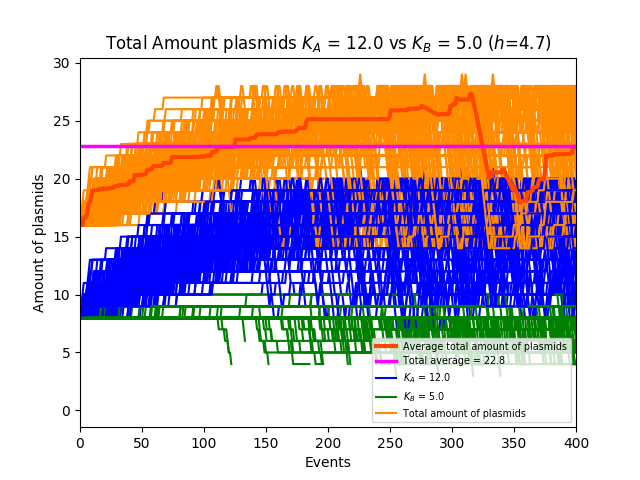 Total Amount plasmids K_A = 12.0 vs K_B = 5.0 (h=4.7)
30
25
20
15
10
5
0
Amount of plasmids
Average total amount of plasmids
Total average = 22.8
K_A = 12.0
K_B = 5.0
Total amount of plasmids
0 50 100 150 200 250 300 350 400
Events